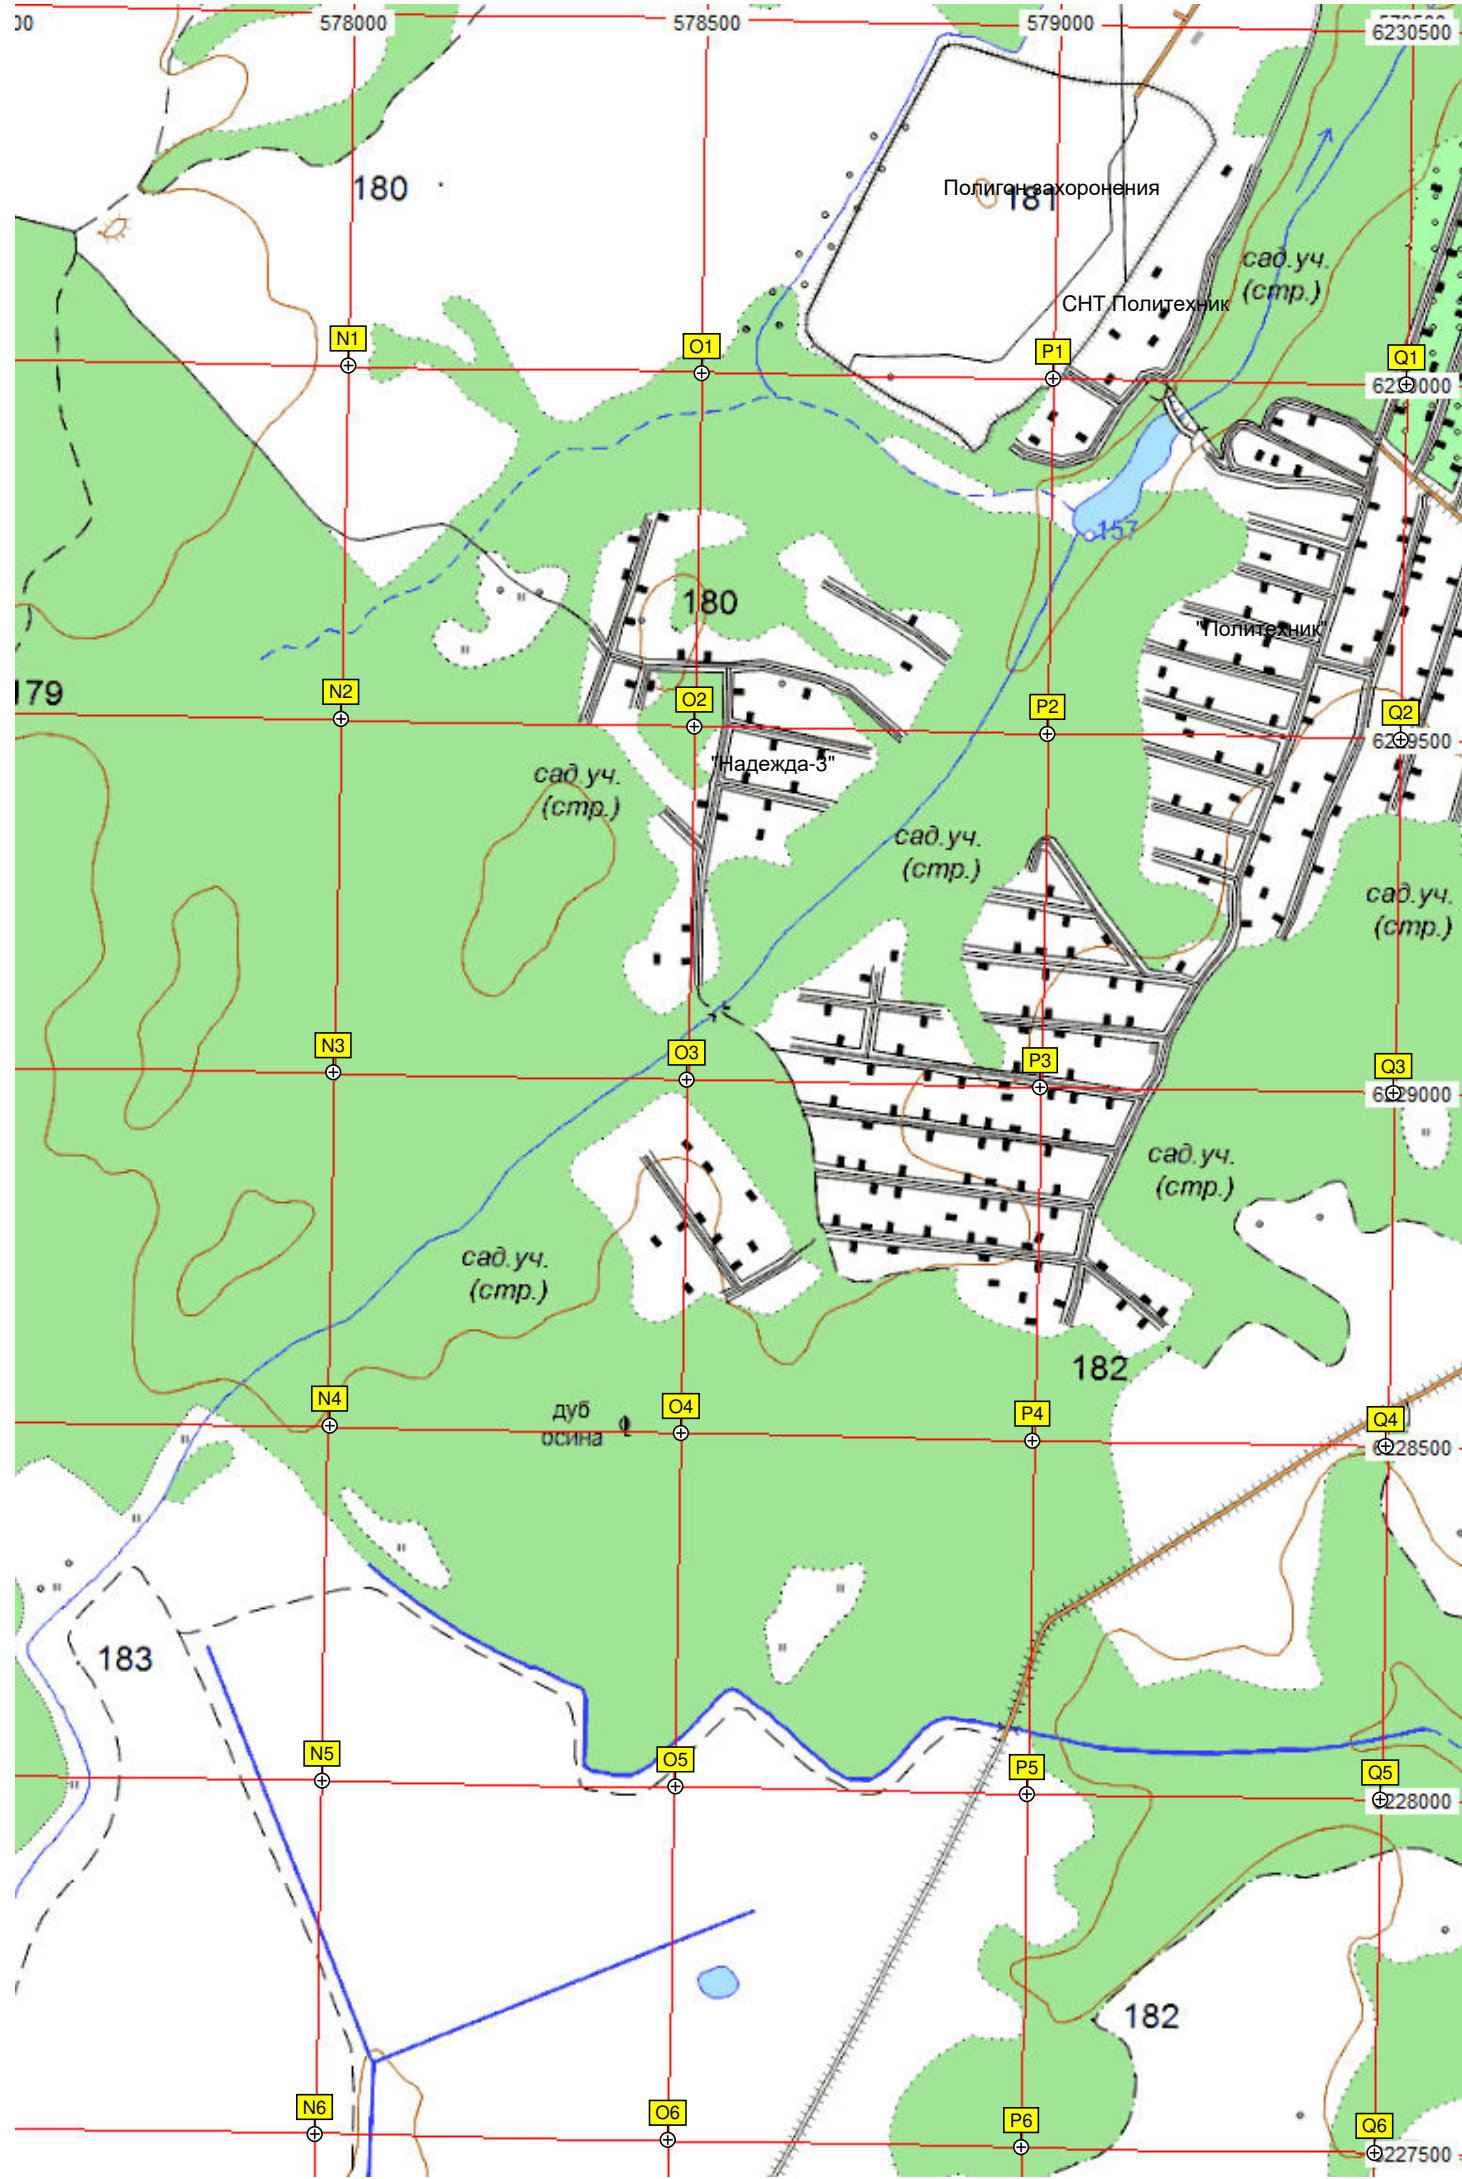 578000
578500
579000
6230500
180
Полигон захоронения
181
сад.уч.
(стр.)
СНТ Политехник
N1
O1
P1
Q1
157
180
"Политехник"
179
N2
O2
P2
Q2
"Надежда-3"
сад.уч.
(стр.)
сад.уч.
(стр.)
сад.уч.
(стр.)
N3
O3
P3
Q3
6229000
сад.уч.
(стр.)
сад.уч.
(стр.)
182
N4
дуб
осина
O4
P4
Q4
6228500
183
N5
O5
P5
Q5
6228000
182
N6
O6
P6
Q6
6227500